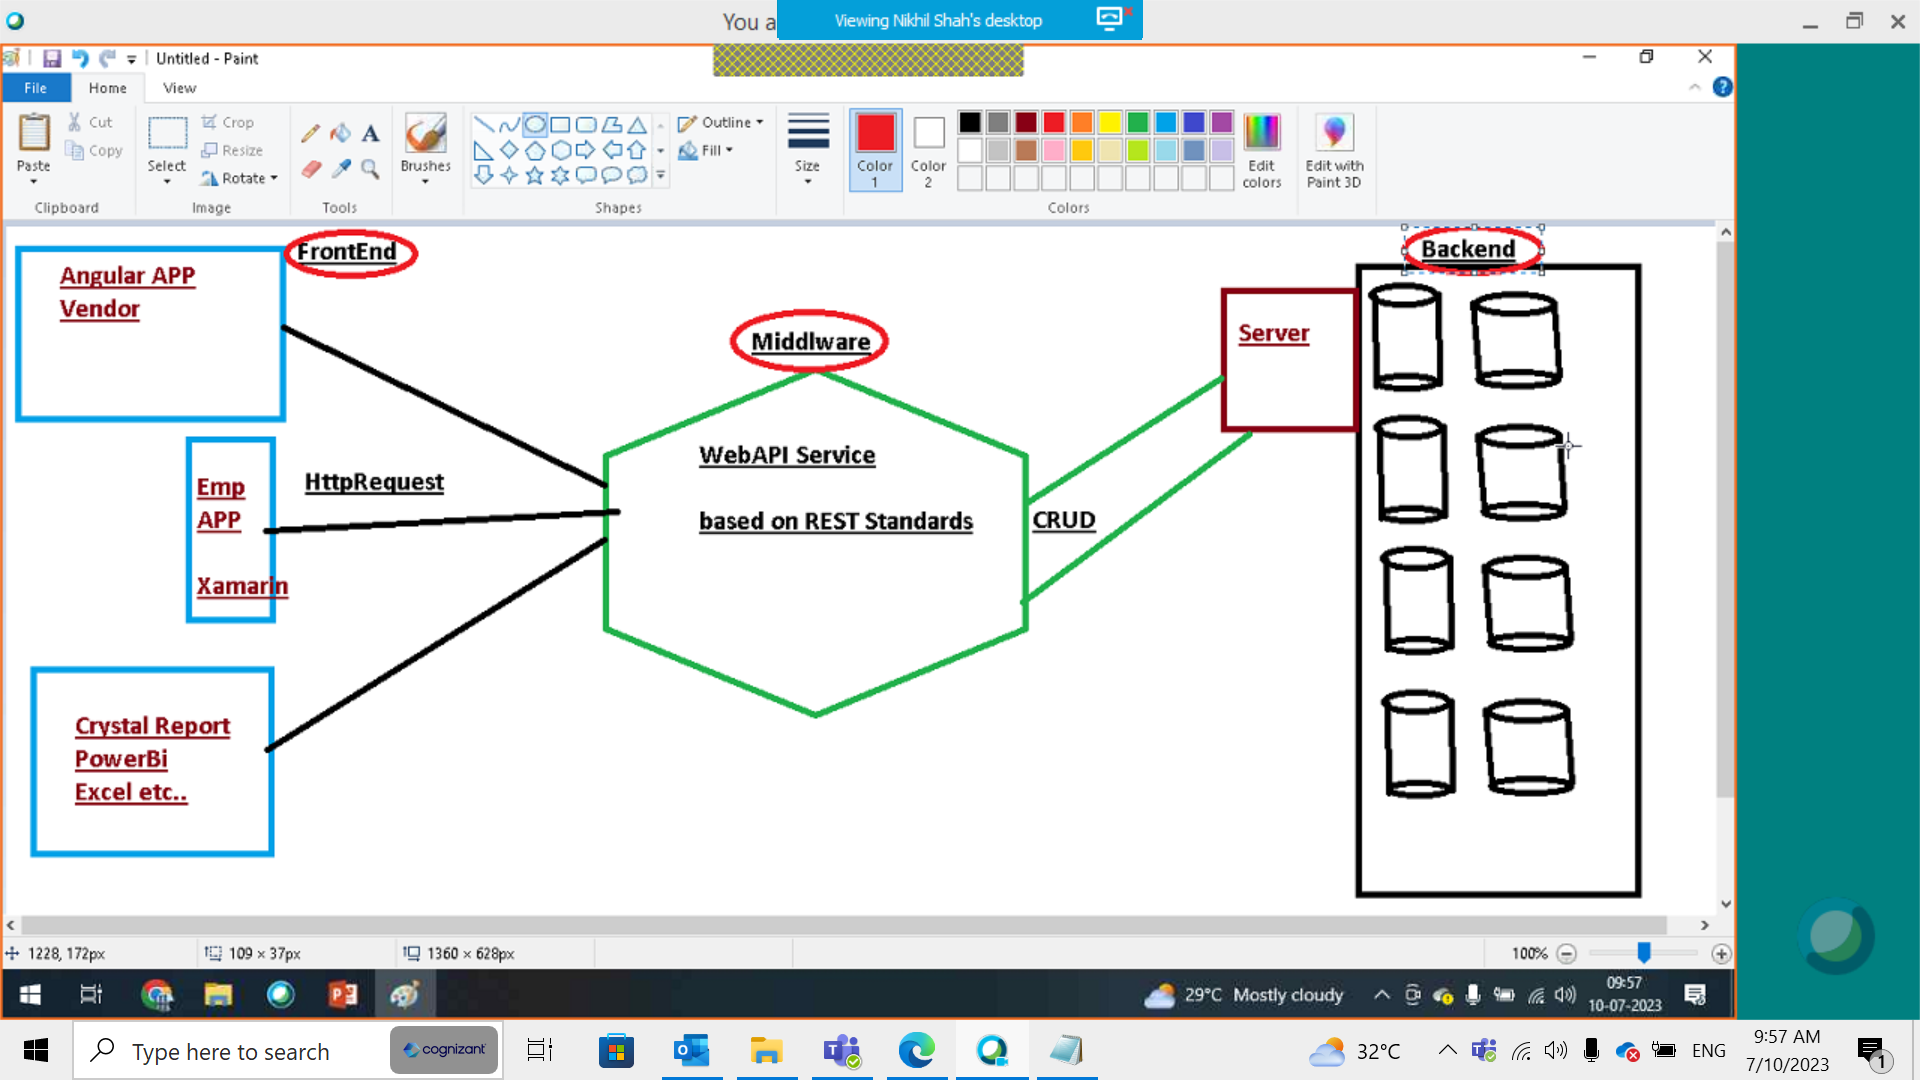 You a
Viewing Nikhil Shah's desktop
Untitled - Paint
File
Home
View
Paste
Cut
Copy
Clipboard
Select
Crop
Resize
Rotate
Image
A
Tools
Brushes
Shapes
Outline
Fill
Size
Color
1
Color
2
Edit
colors
Edit with
Paint 3D
Colors
FrontEnd
Angular APP
Vendor
Emp
APP
Xamarin
HttpRequest
Crystal Report
PowerBi
Excel etc..
Middlware
WebAPI Service
based on REST Standards
CRUD
Server
Backend
1228, 172px
109 × 37px
1360 × 628px
100%
29°C Mostly cloudy
09:57
10-07-2023
Type here to search
cognizant
32°C
ENG
9:57 AM
7/10/2023
1